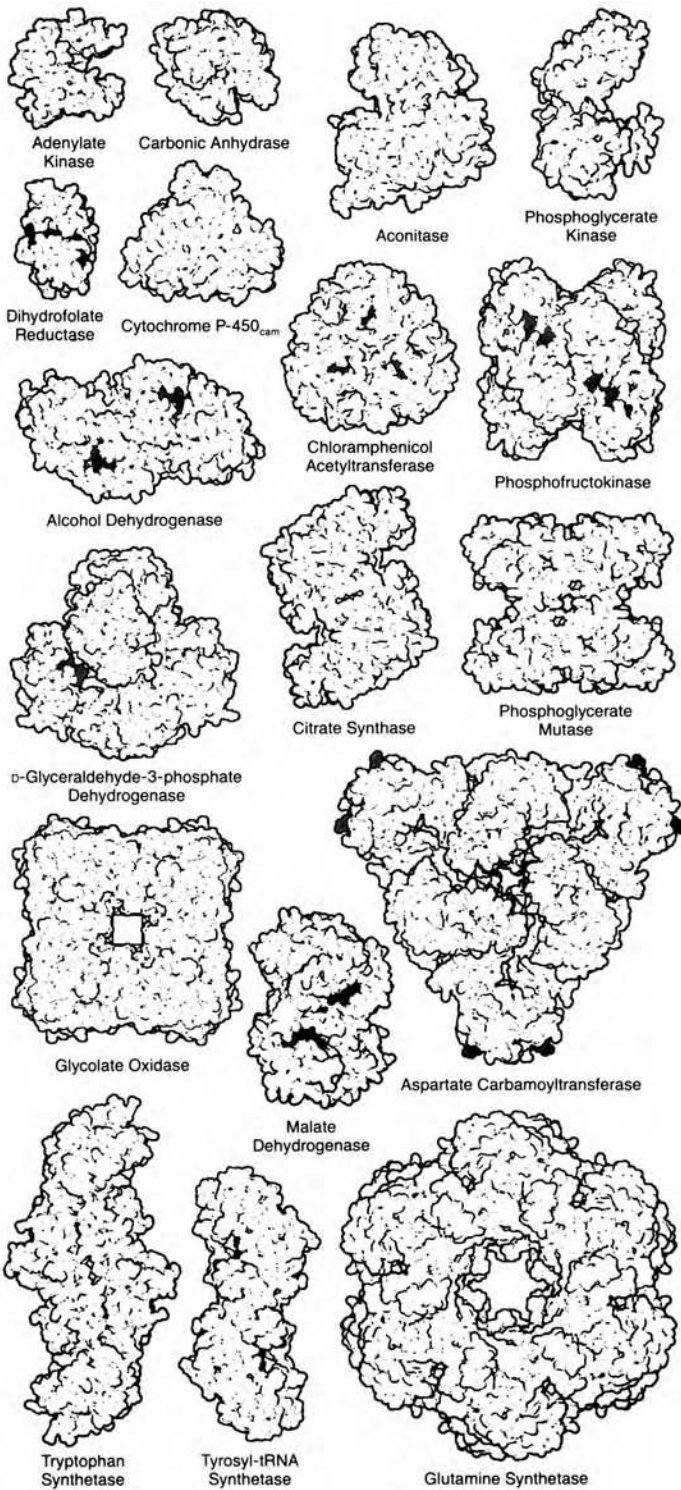 Adenylate
Kinase
Carbonic Anhydrase
Aconitase
Phosphoglycerate
Kinase
Dihydrofolate
Reductase
Cytochrome P-450cam
Chloramphenicol
Acetyltransferase
Phosphofructokinase
Alcohol Dehydrogenase
Citrate Synthase
Phosphoglycerate
Mutase
D-Glyceraldehyde-3-phosphate
Dehydrogenase
Glycolate Oxidase
Malate
Dehydrogenase
Aspartate Carbamoyltransferase
Tryptophan
Synthetase
Tyrosyl-tRNA
Synthetase
Glutamine Synthetase